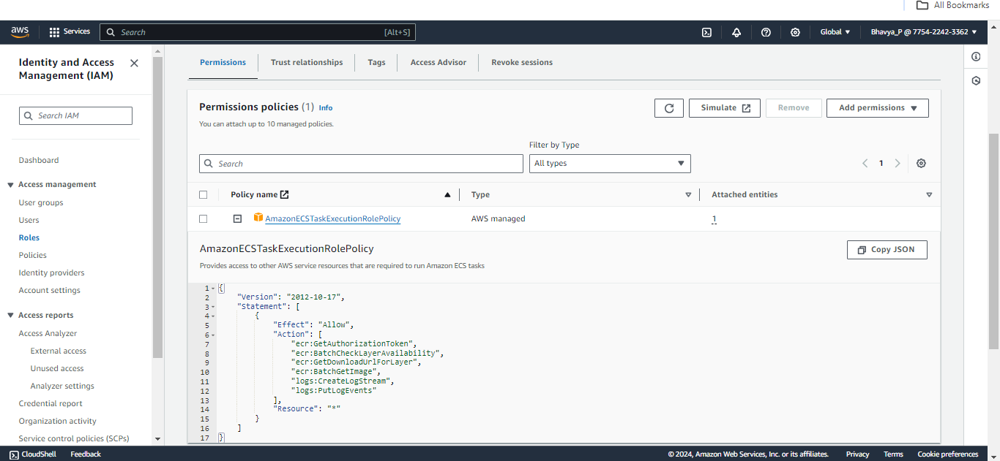 All Bookmarks
aws
Services
Search
[Alt+S]
Global
Bhavya_P @ 7754-2242-3362
Identity and Access
Management (IAM)
Search IAM
Dashboard
Access management
User groups
Users
Roles
Policies
Identity providers
Account settings
Access reports
Access Analyzer
External access
Unused access
Analyzer settings
Credential report
Organization activity
Service control policies (SCPs)
Permissions
Trust relationships
Tags
Access Advisor
Revoke sessions
Permissions policies (1) Info
You can attach up to 10 managed policies.
Simulate
Remove
Add permissions
Filter by Type
Search
All types
1
Policy name
Type
Attached entities
AmazonECSTaskExecutionRolePolicy
AWS managed
1
AmazonECSTaskExecutionRolePolicy
Provides access to other AWS service resources that are required to run Amazon ECS tasks
Copy JSON
1 {
2 "Version": "2012-10-17",
3 "Statement": [
4 {
5 "Effect": "Allow",
6 "Action": [
7 "ecr:GetAuthorizationToken",
8 "ecr:BatchCheckLayerAvailability",
9 "ecr:GetDownloadUrlForLayer",
10 "ecr:BatchGetImage",
11 "logs:CreateLogStream",
12 "logs:PutLogEvents"
13 ],
14 "Resource": "*"
15 }
16 ]
17 }
CloudShell
Feedback
© 2024, Amazon Web Services, Inc. or its affiliates.
Privacy
Terms
Cookie preferences